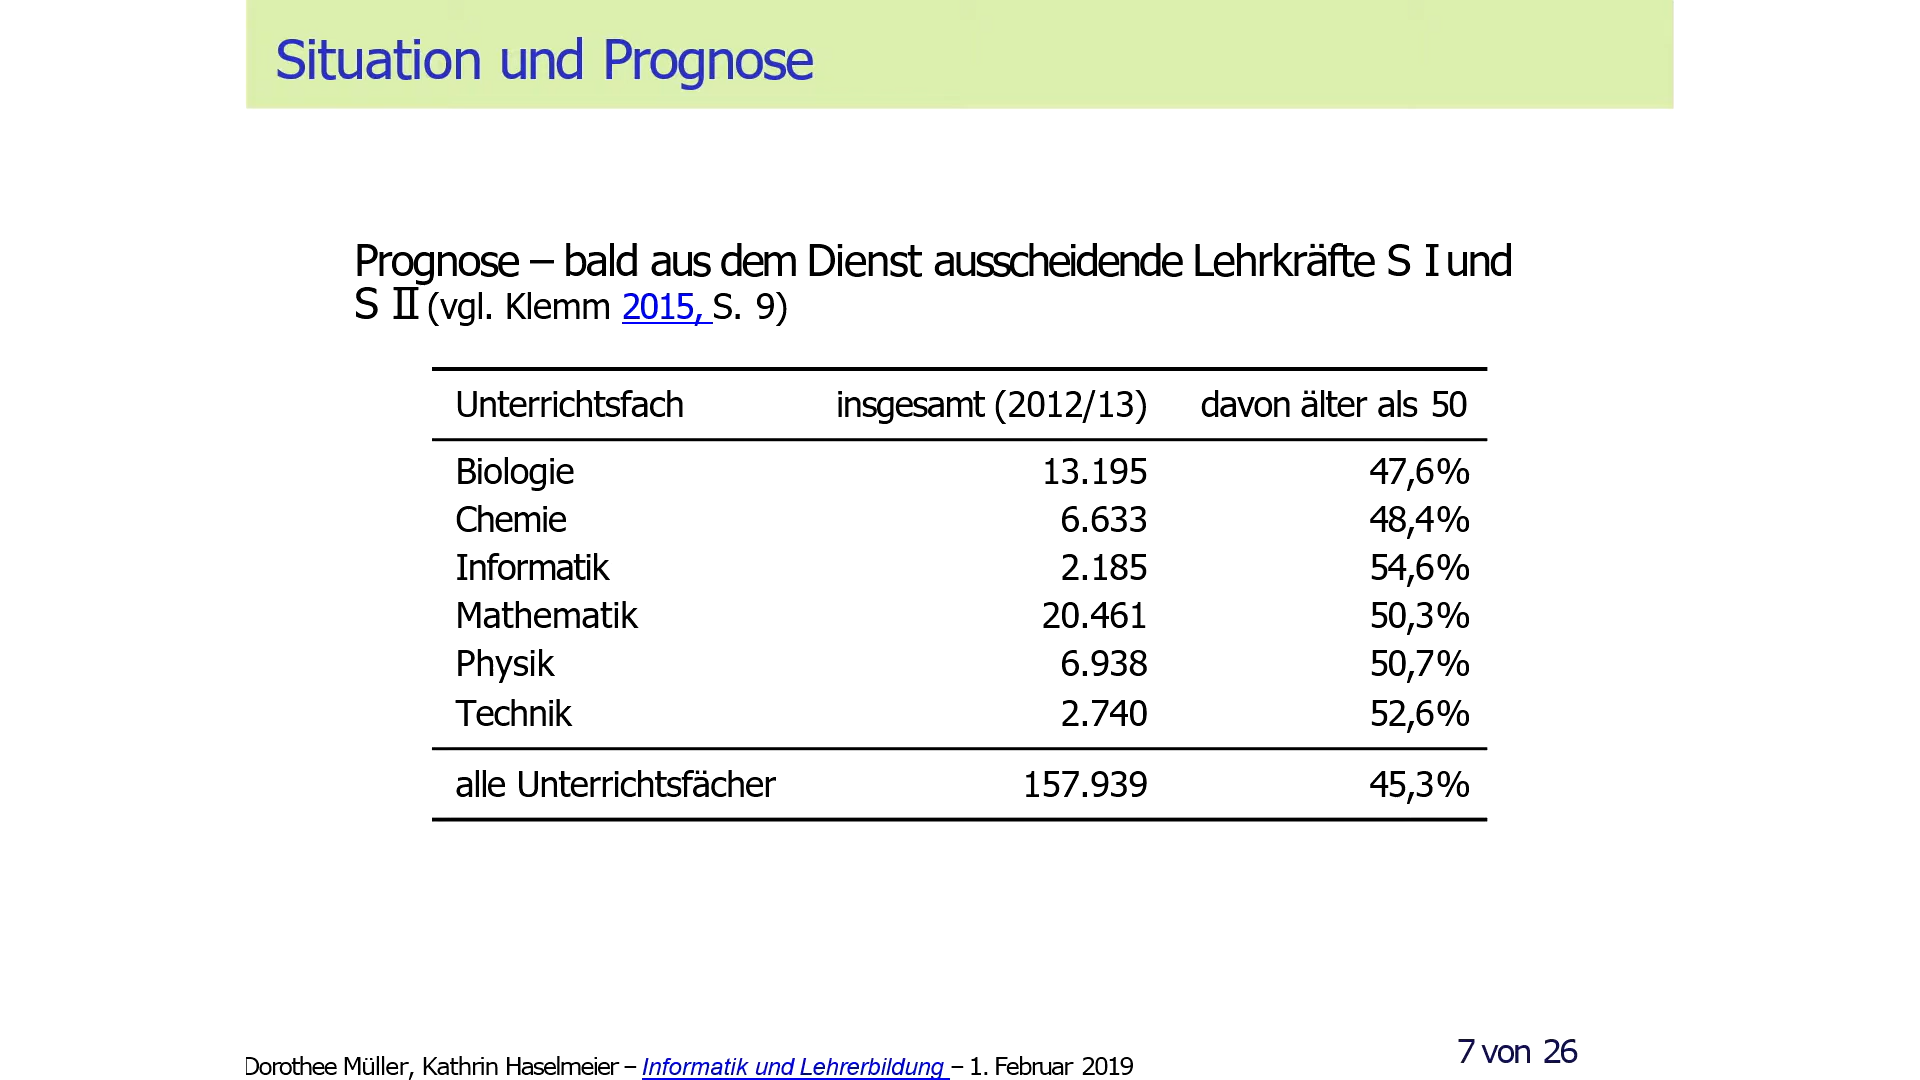 Situation und Prognose
Prognose – bald aus dem Dienst ausscheidende Lehrkräfte S I und
S II (vgl. Klemm 2015, S. 9)
Unterrichtsfach insgesamt (2012/13) davon älter als 50
Biologie 13.195 47,6%
Chemie 6.633 48,4%
Informatik 2.185 54,6%
Mathematik 20.461 50,3%
Physik 6.938 50,7%
Technik 2.740 52,6%
alle Unterrichtsfächer 157.939 45,3%
7 von 26
Dorothee Müller, Kathrin Haselmeier – Informatik und Lehrerbildung – 1. Februar 2019